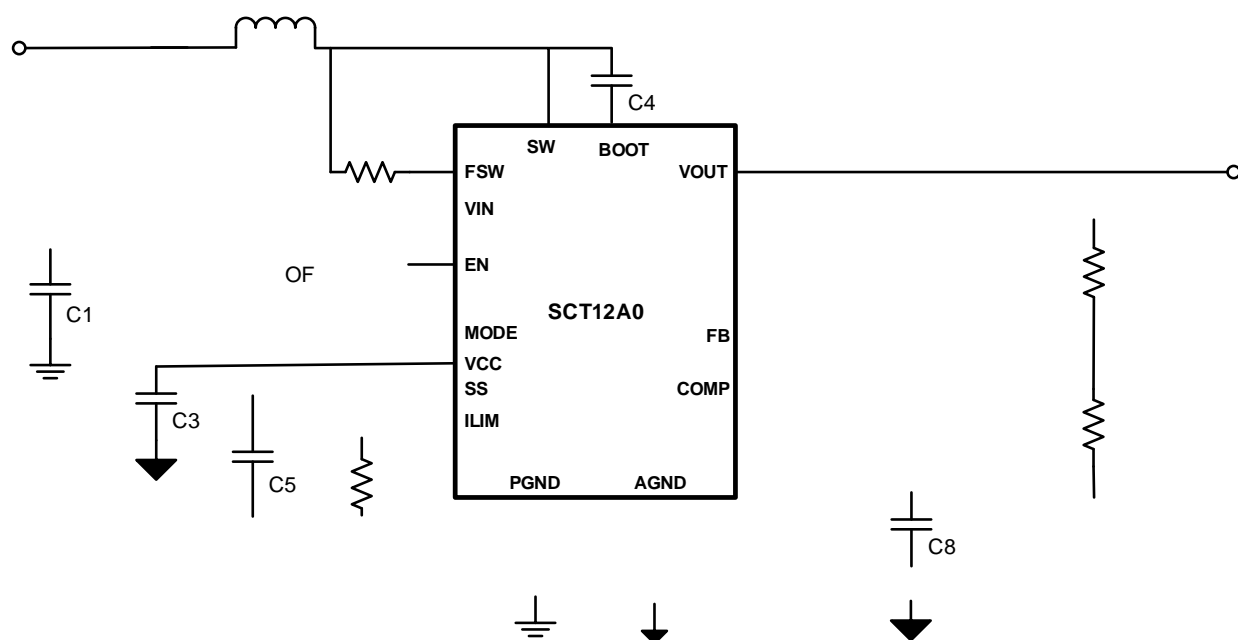 C4
SW
BOOT
FSW
VOUT
VIN
OF
EN
C1
SCT12A0
MODE
FB
VCC
SS
COMP
C3
ILIM
C5
PGND
AGND
C8